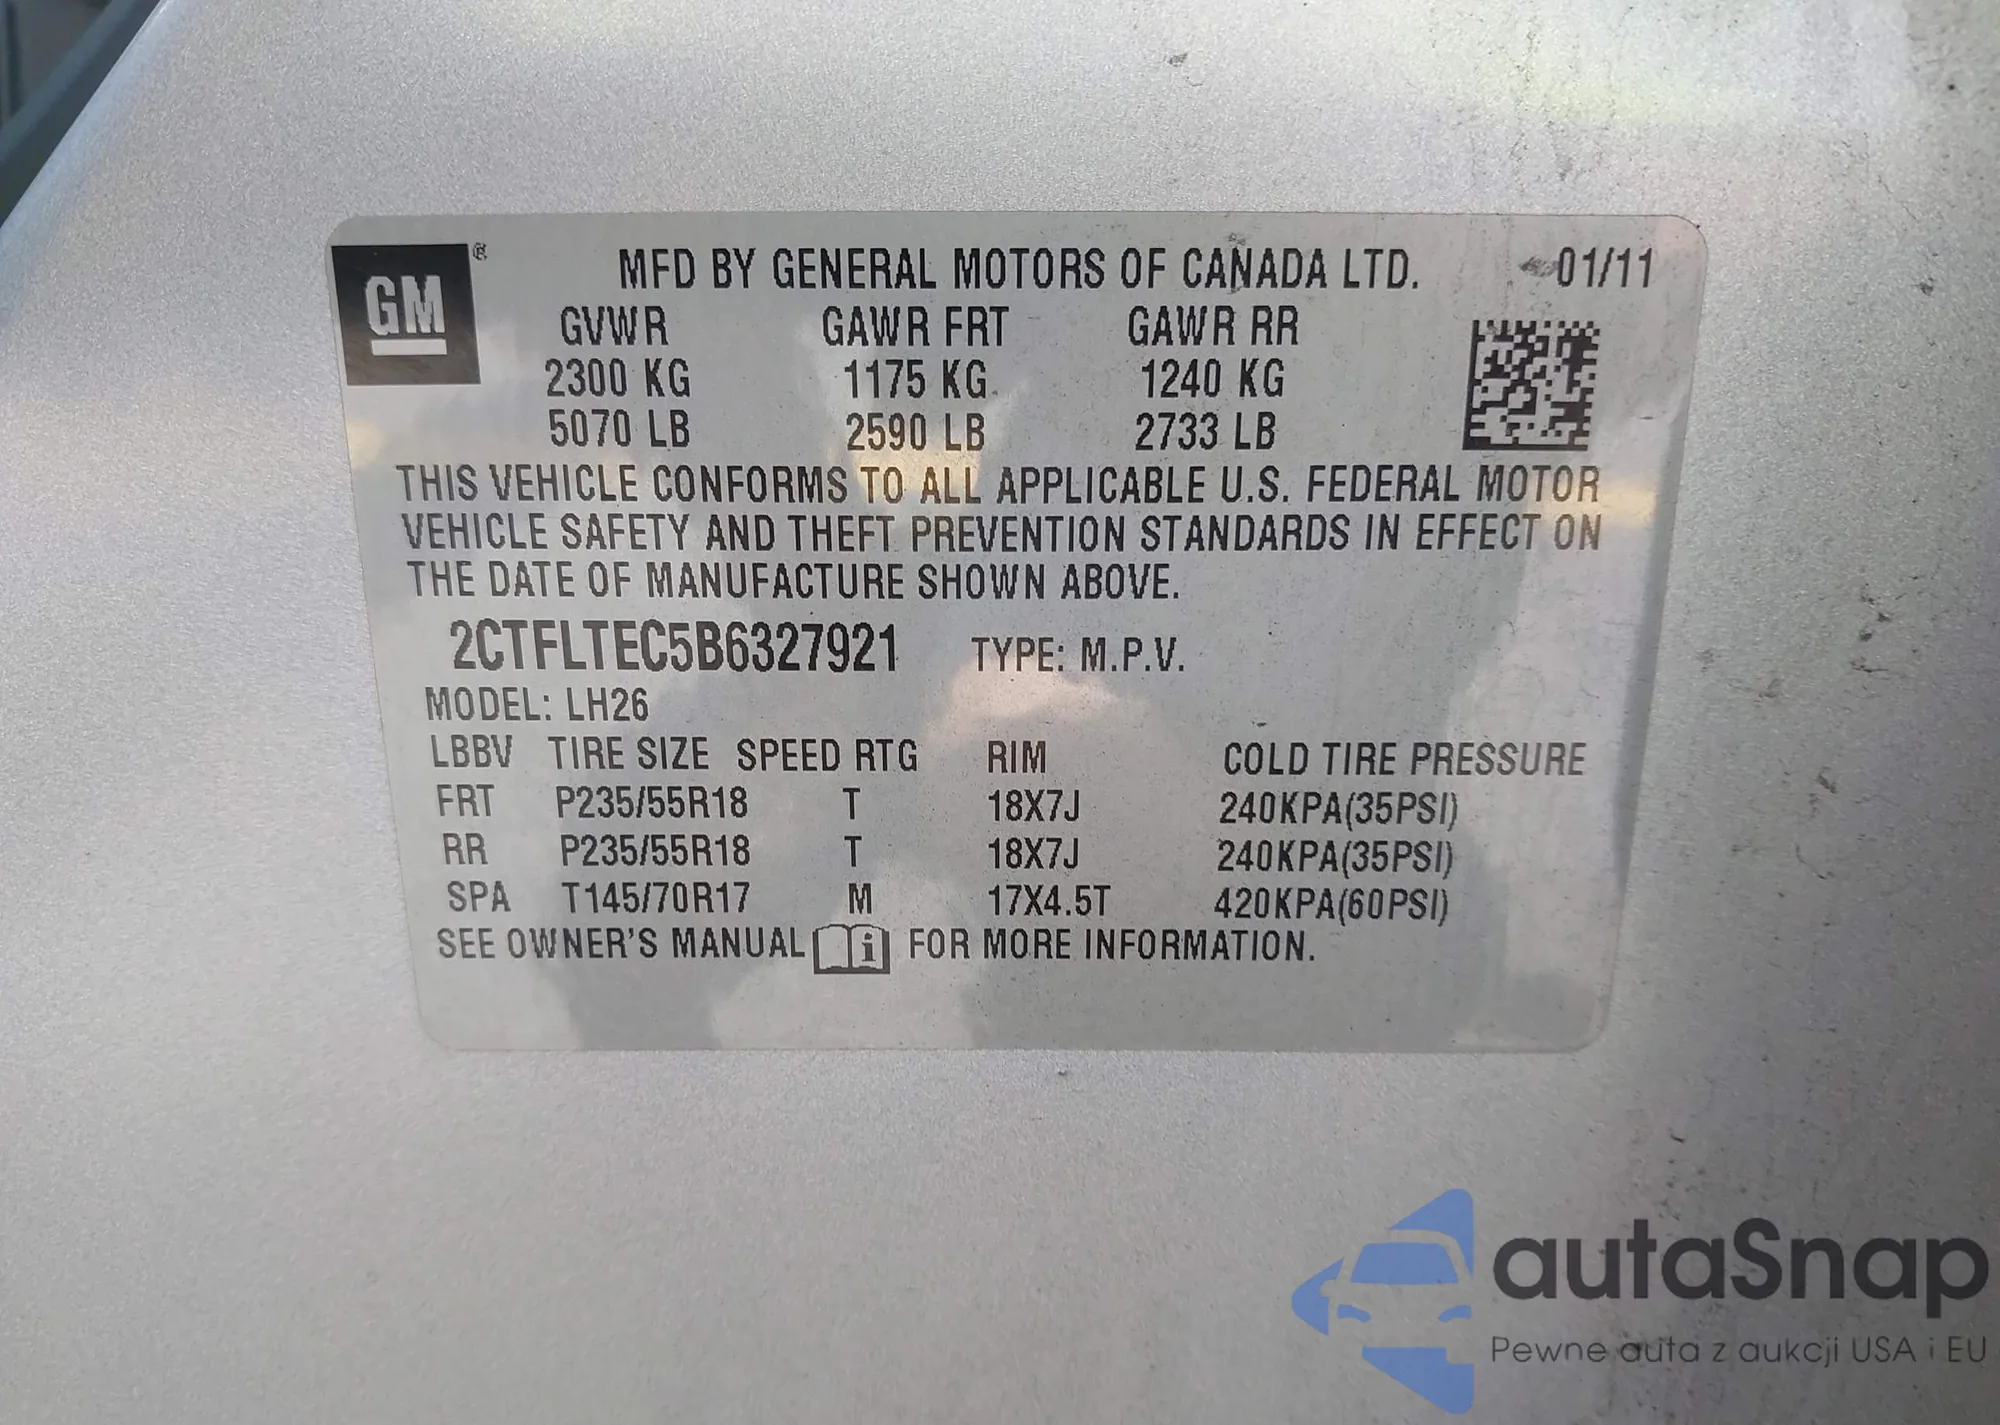 GM ®
MFD BY GENERAL MOTORS OF CANADA LTD. 01/11
GVWR GAWR FRT GAWR RR
2300 KG 1175 KG 1240 KG
5070 LB 2590 LB 2733 LB
THIS VEHICLE CONFORMS TO ALL APPLICABLE U.S. FEDERAL MOTOR
VEHICLE SAFETY AND THEFT PREVENTION STANDARDS IN EFFECT ON
THE DATE OF MANUFACTURE SHOWN ABOVE.
2CTFLTEC5B6327921 TYPE: M.P.V.
MODEL: LH26
LBBV TIRE SIZE SPEED RTG RIM COLD TIRE PRESSURE
FRT P235/55R18 T 18X7J 240KPA(35PSI)
RR P235/55R18 T 18X7J 240KPA(35PSI)
SPA T145/70R17 M 17X4.5T 420KPA(60PSI)
SEE OWNER'S MANUAL i FOR MORE INFORMATION.
autaSnap
Pewne auta z aukcji USA i EU